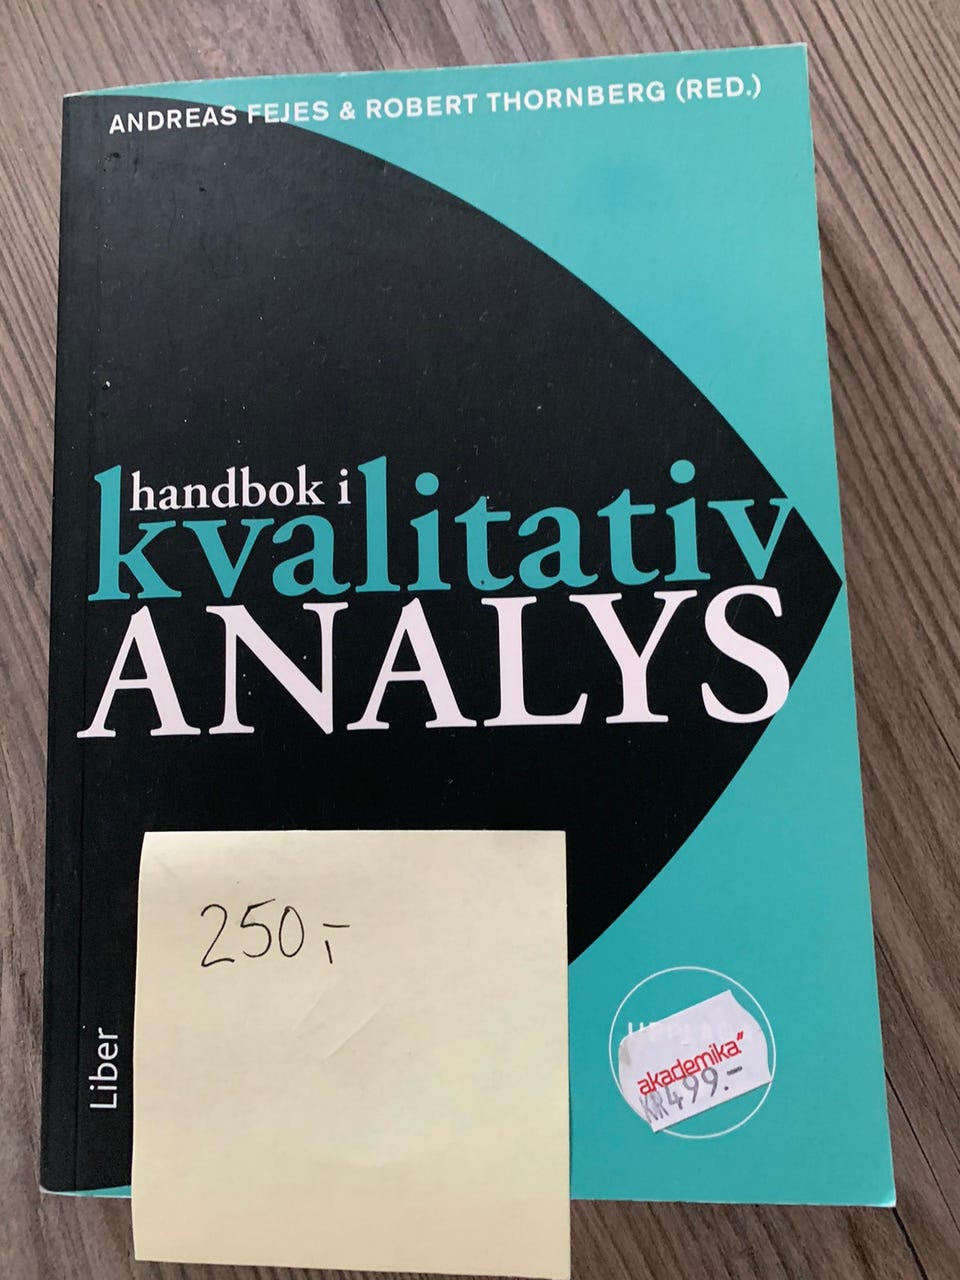 ANDREAS FEJES & ROBERT THORNBERG (RED.)
handbok i
kvalitativ
ANALYS
250,-
Liber
akademika"
KR499.-